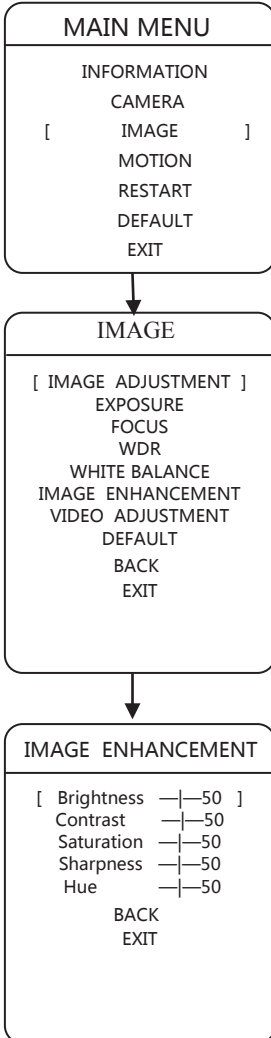 MAIN MENU
INFORMATION
CAMERA
[ IMAGE ]
MOTION
RESTART
DEFAULT
EXIT
IMAGE
[ IMAGE ADJUSTMENT ]
EXPOSURE
FOCUS
WDR
WHITE BALANCE
IMAGE ENHANCEMENT
VIDEO ADJUSTMENT
DEFAULT
BACK
EXIT
IMAGE ENHANCEMENT
[ Brightness —|—50 ]
Contrast —|—50
Saturation —|—50
Sharpness —|—50
Hue —|—50
BACK
EXIT